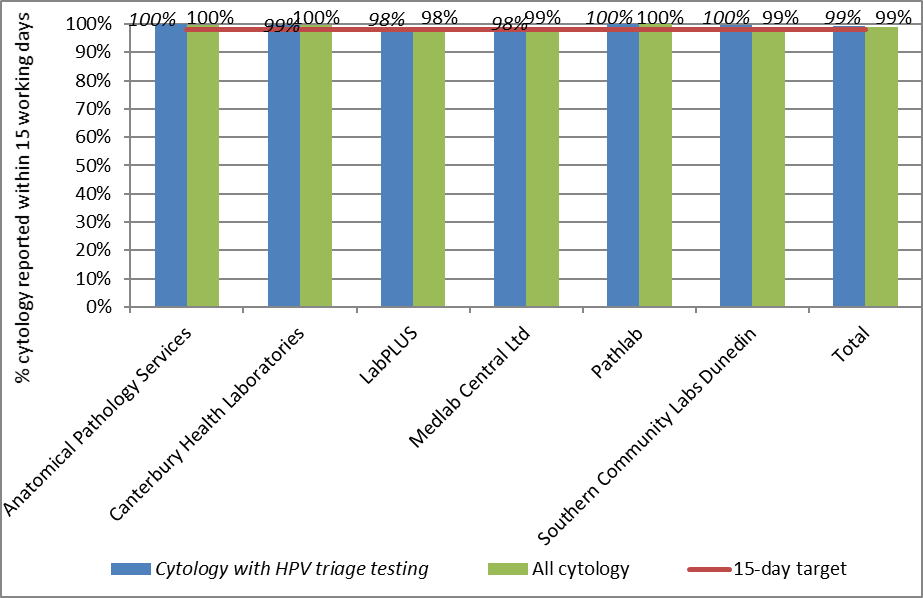 % cytology reported within 15 working days
100%
90%
80%
70%
60%
50%
40%
30%
20%
10%
0%
100% 100% 99% 100% 98% 98% 98% 99% 100% 100% 100% 99% 99% 99%
Anatomical Pathology Services
Canterbury Health Laboratories
LabPLUS
Medlab Central Ltd
Pathlab
Southern Community Labs Dunedin
Total
Cytology with HPV triage testing All cytology 15-day target